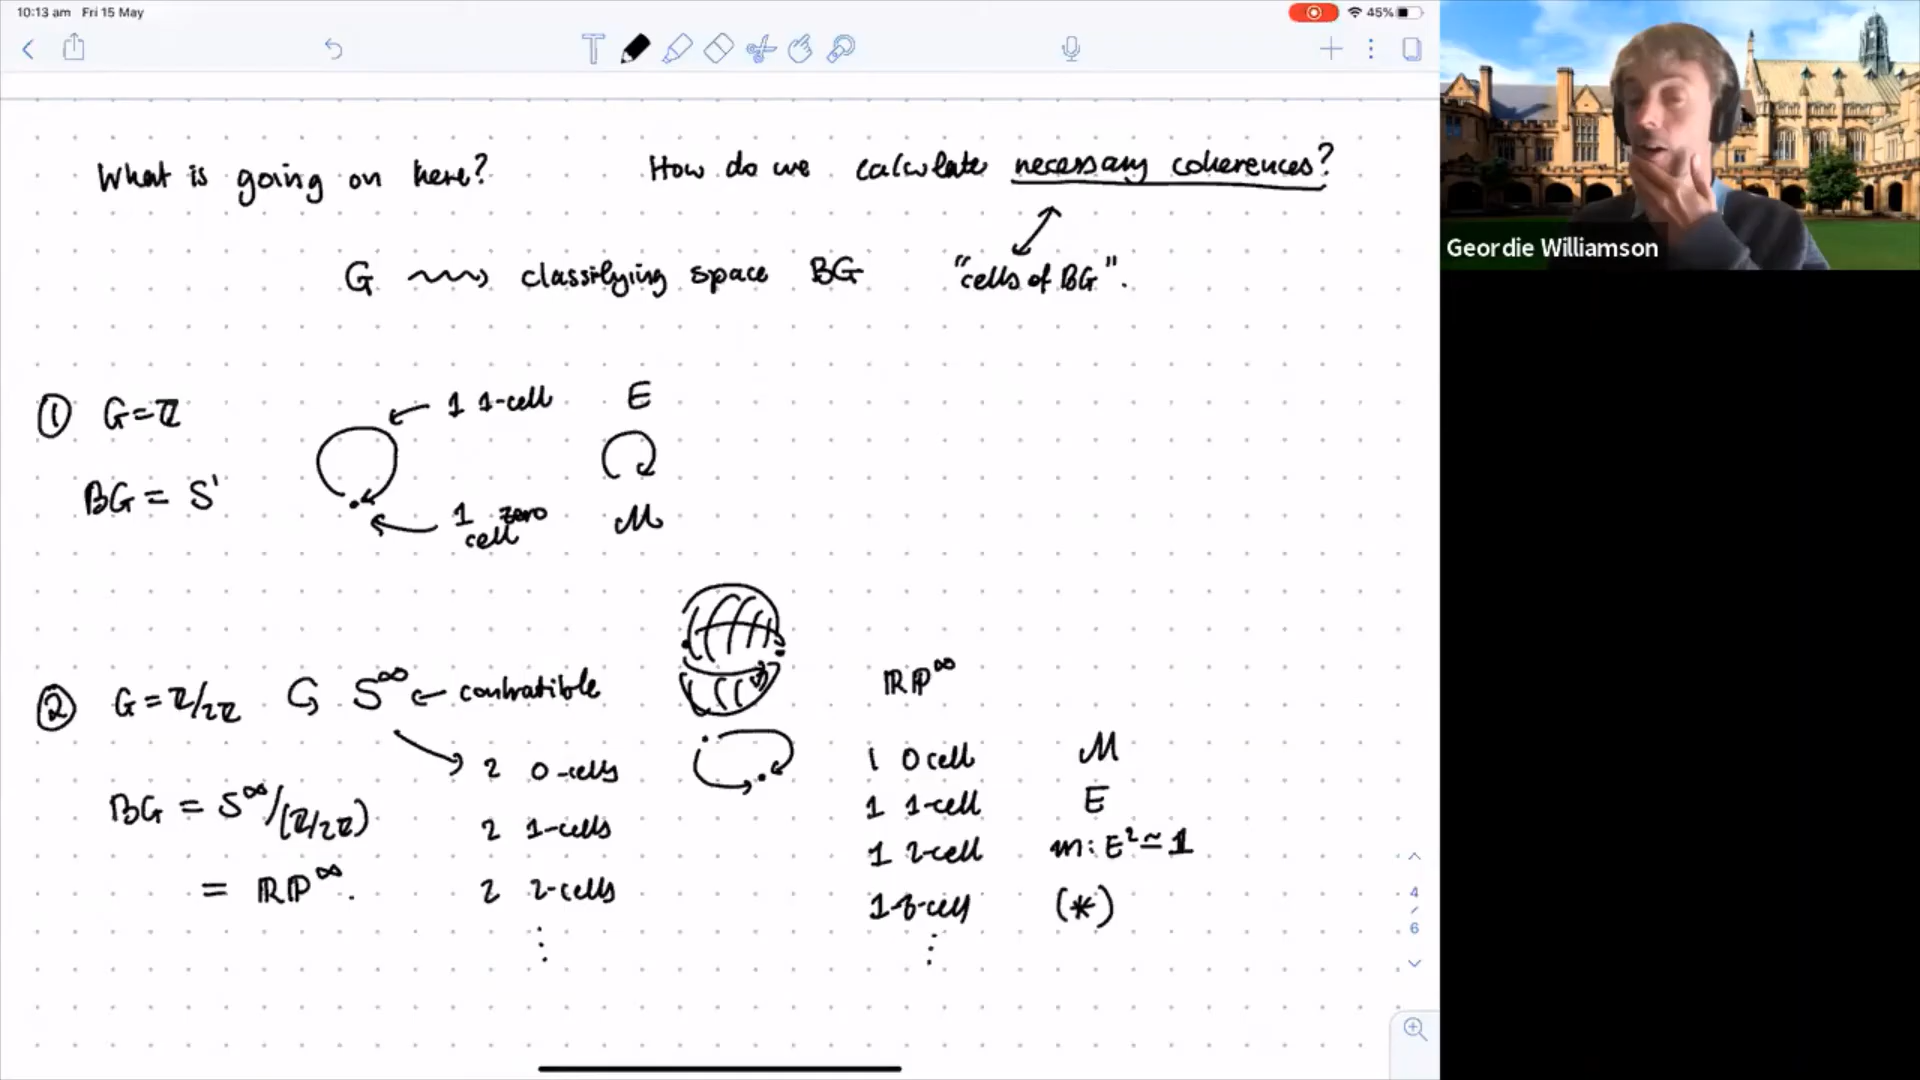 10:13 am Fri 15 May
45%
What is going on here?
How do we calculate necessary coherences?
G ⇝ classifying space BG "cells of BG".
① G=ℤ
1 1-cell E
BG = S¹
1 zero cell M
② G=ℤ/2ℤ S^∞ ← contratible
ℝℙ^∞
BG = S^∞/(ℤ/2ℤ)
= ℝℙ^∞.
2 0-cells
2 1-cells
2 2-cells
⋮
1 0 cell M
1 1-cell E
1 2-cell m: E² ≃ 1
1 3-cell (*)
⋮
4
/
6
Geordie Williamson